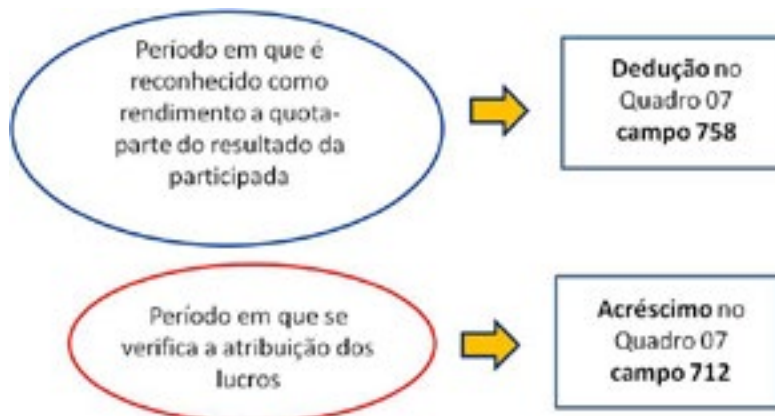 Período em que é
reconhecido como
rendimento a quota-
parte do resultado da
participada
Dedução no
Quadro 07
campo 758
Período em que se
verifica a atribuição dos
lucros
Acréscimo no
Quadro 07
campo 712